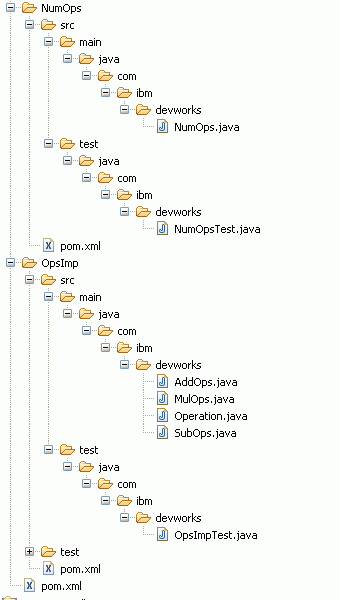 NumOps
src
main
java
com
ibm
devworks
NumOps.java
test
java
com
ibm
devworks
NumOpsTest.java
pom.xml
OpsImp
src
main
java
com
ibm
devworks
AddOps.java
MulOps.java
Operation.java
SubOps.java
test
java
com
ibm
devworks
OpsImpTest.java
test
pom.xml
pom.xml